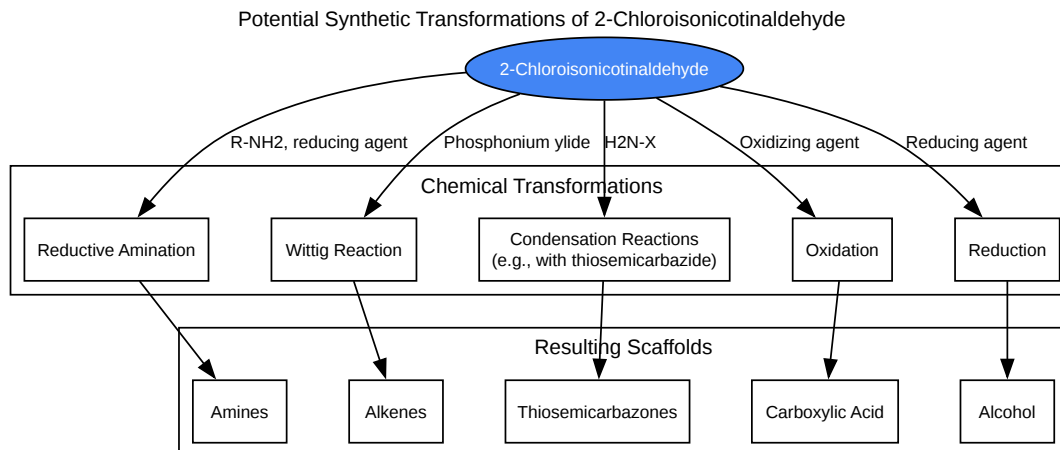 Potential Synthetic Transformations of 2-Chloroisonicotinaldehyde
2-Chloroisonicotinaldehyde
R-NH2, reducing agent
Phosphonium ylide
H2N-X
Oxidizing agent
Reducing agent
Chemical Transformations
Reductive Amination
Wittig Reaction
Condensation Reactions
(e.g., with thiosemicarbazide)
Oxidation
Reduction
Resulting Scaffolds
Amines
Alkenes
Thiosemicarbazones
Carboxylic Acid
Alcohol